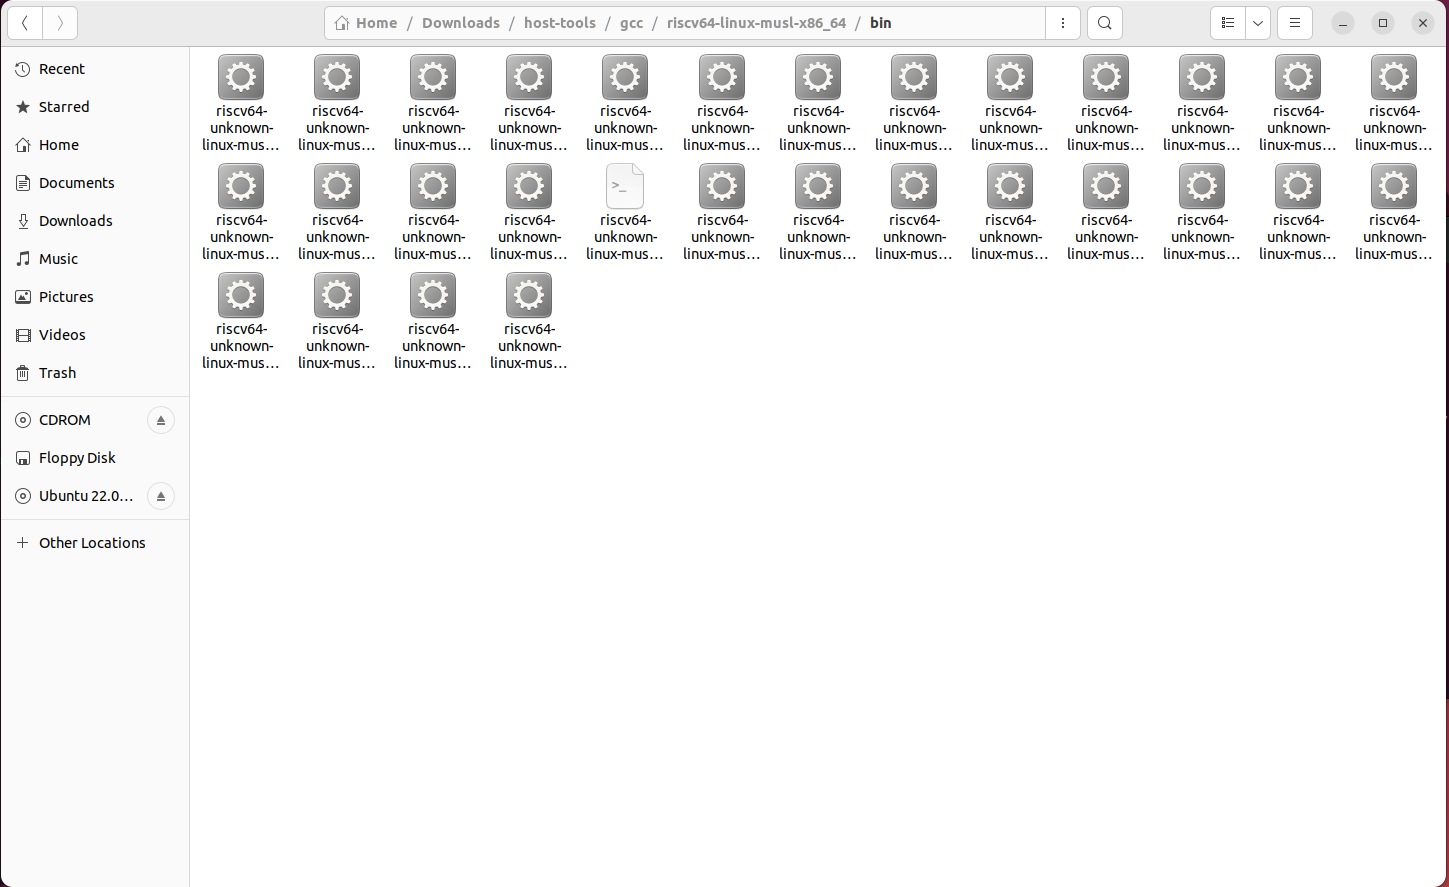 Home / Downloads / host-tools / gcc / riscv64-linux-musl-x86_64 / bin
Recent
Starred
Home
Documents
Downloads
Music
Pictures
Videos
Trash
CDROM
Floppy Disk
Ubuntu 22.0...
Other Locations
riscv64- riscv64- riscv64- riscv64- riscv64- riscv64- riscv64- riscv64- riscv64- riscv64- riscv64- riscv64- riscv64-
unknown- unknown- unknown- unknown- unknown- unknown- unknown- unknown- unknown- unknown- unknown- unknown- unknown-
linux-mus... linux-mus... linux-mus... linux-mus... linux-mus... linux-mus... linux-mus... linux-mus... linux-mus... linux-mus... linux-mus... linux-mus... linux-mus...
>_
riscv64- riscv64- riscv64- riscv64- riscv64- riscv64- riscv64- riscv64- riscv64- riscv64- riscv64- riscv64- riscv64-
unknown- unknown- unknown- unknown- unknown- unknown- unknown- unknown- unknown- unknown- unknown- unknown- unknown-
linux-mus... linux-mus... linux-mus... linux-mus... linux-mus... linux-mus... linux-mus... linux-mus... linux-mus... linux-mus... linux-mus... linux-mus... linux-mus...
riscv64- riscv64- riscv64- riscv64-
unknown- unknown- unknown- unknown-
linux-mus... linux-mus... linux-mus... linux-mus...